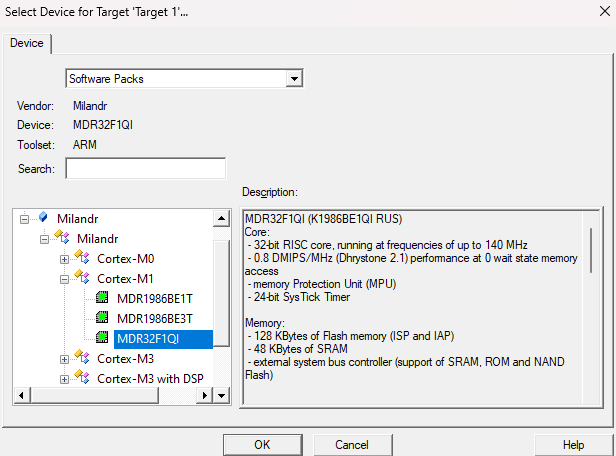 Select Device for Target 'Target 1'...
Device
Software Packs
Vendor: Milandr
Device: MDR32F1QI
Toolset: ARM
Search:
Description:
Milandr
Milandr
Cortex-M0
Cortex-M1
MDR1986BE1T
MDR1986BE3T
MDR32F1QI
Cortex-M3
Cortex-M3 with DSP
MDR32F1QI (K1986BE1QI RUS)
Core:
- 32-bit RISC core, running at frequencies of up to 140 MHz
- 0.8 DMIPS/MHz (Dhrystone 2.1) perfomance at 0 wait state memory
access
- memory Protection Unit (MPU)
- 24-bit SysTick Timer
Memory:
- 128 KBytes of Flash memory (ISP and IAP)
- 48 KBytes of SRAM
- external system bus controller (support of SRAM, ROM and NAND
Flash)
OK
Cancel
Help